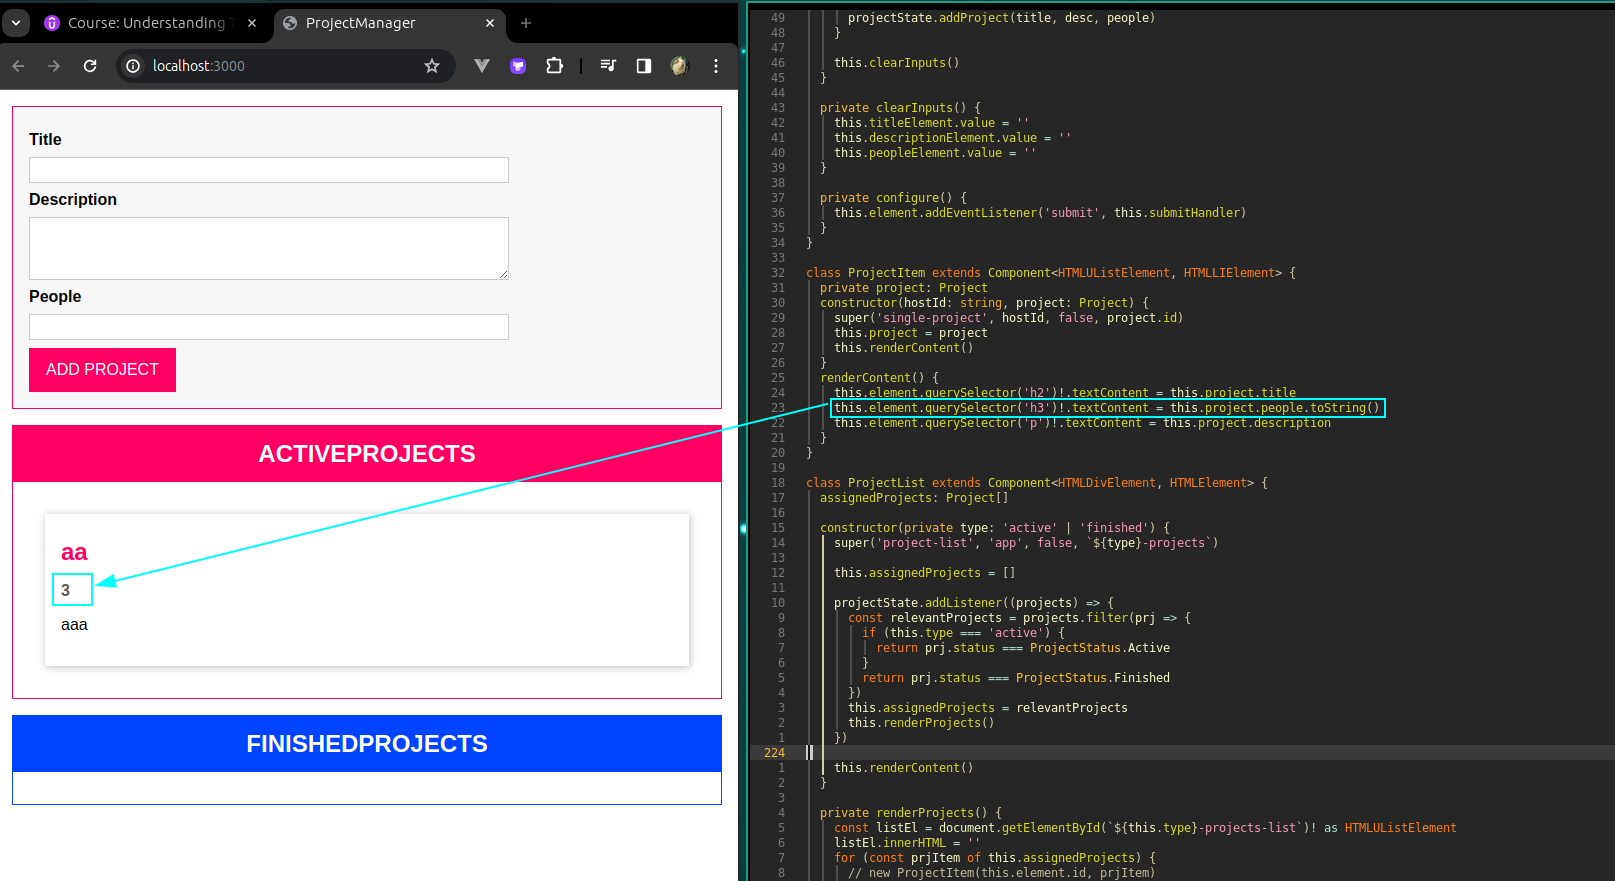 Course: Understanding T
ProjectManager
localhost:3000
Title
Description
People
ADD PROJECT
ACTIVEPROJECTS
aa
3
aaa
FINISHEDPROJECTS
49 projectState.addProject(title, desc, people)
48 }
47
46 this.clearInputs()
45 }
44
43 private clearInputs() {
42 this.titleElement.value = ''
41 this.descriptionElement.value = ''
40 this.peopleElement.value = ''
39 }
38
37 private configure() {
36 this.element.addEventListener('submit', this.submitHandler)
35 }
34 }
33
32 class ProjectItem extends Component<HTMLUListElement, HTMLLIElement> {
31 private project: Project
30 constructor(hostId: string, project: Project) {
29 super('single-project', hostId, false, project.id)
28 this.project = project
27 this.renderContent()
26 }
25 renderContent() {
24 this.element.querySelector('h2')!.textContent = this.project.title
23 this.element.querySelector('h3')!.textContent = this.project.people.toString()
22 this.element.querySelector('p')!.textContent = this.project.description
21 }
20 }
19
18 class ProjectList extends Component<HTMLDivElement, HTMLElement> {
17 assignedProjects: Project[]
16
15 constructor(private type: 'active' | 'finished') {
14 super('project-list', 'app', false, `${type}-projects`)
13
12 this.assignedProjects = []
11
10 projectState.addListener((projects) => {
9 const relevantProjects = projects.filter(prj => {
8 if (this.type === 'active') {
7 return prj.status === ProjectStatus.Active
6 }
5 return prj.status === ProjectStatus.Finished
4 })
3 this.assignedProjects = relevantProjects
2 this.renderProjects()
1 })
224
1 this.renderContent()
2 }
3
4 private renderProjects() {
5 const listEl = document.getElementById(`${this.type}-projects-list`)! as HTMLUListElement
6 listEl.innerHTML = ''
7 for (const prjItem of this.assignedProjects) {
8 // new ProjectItem(this.element.id, prjItem)